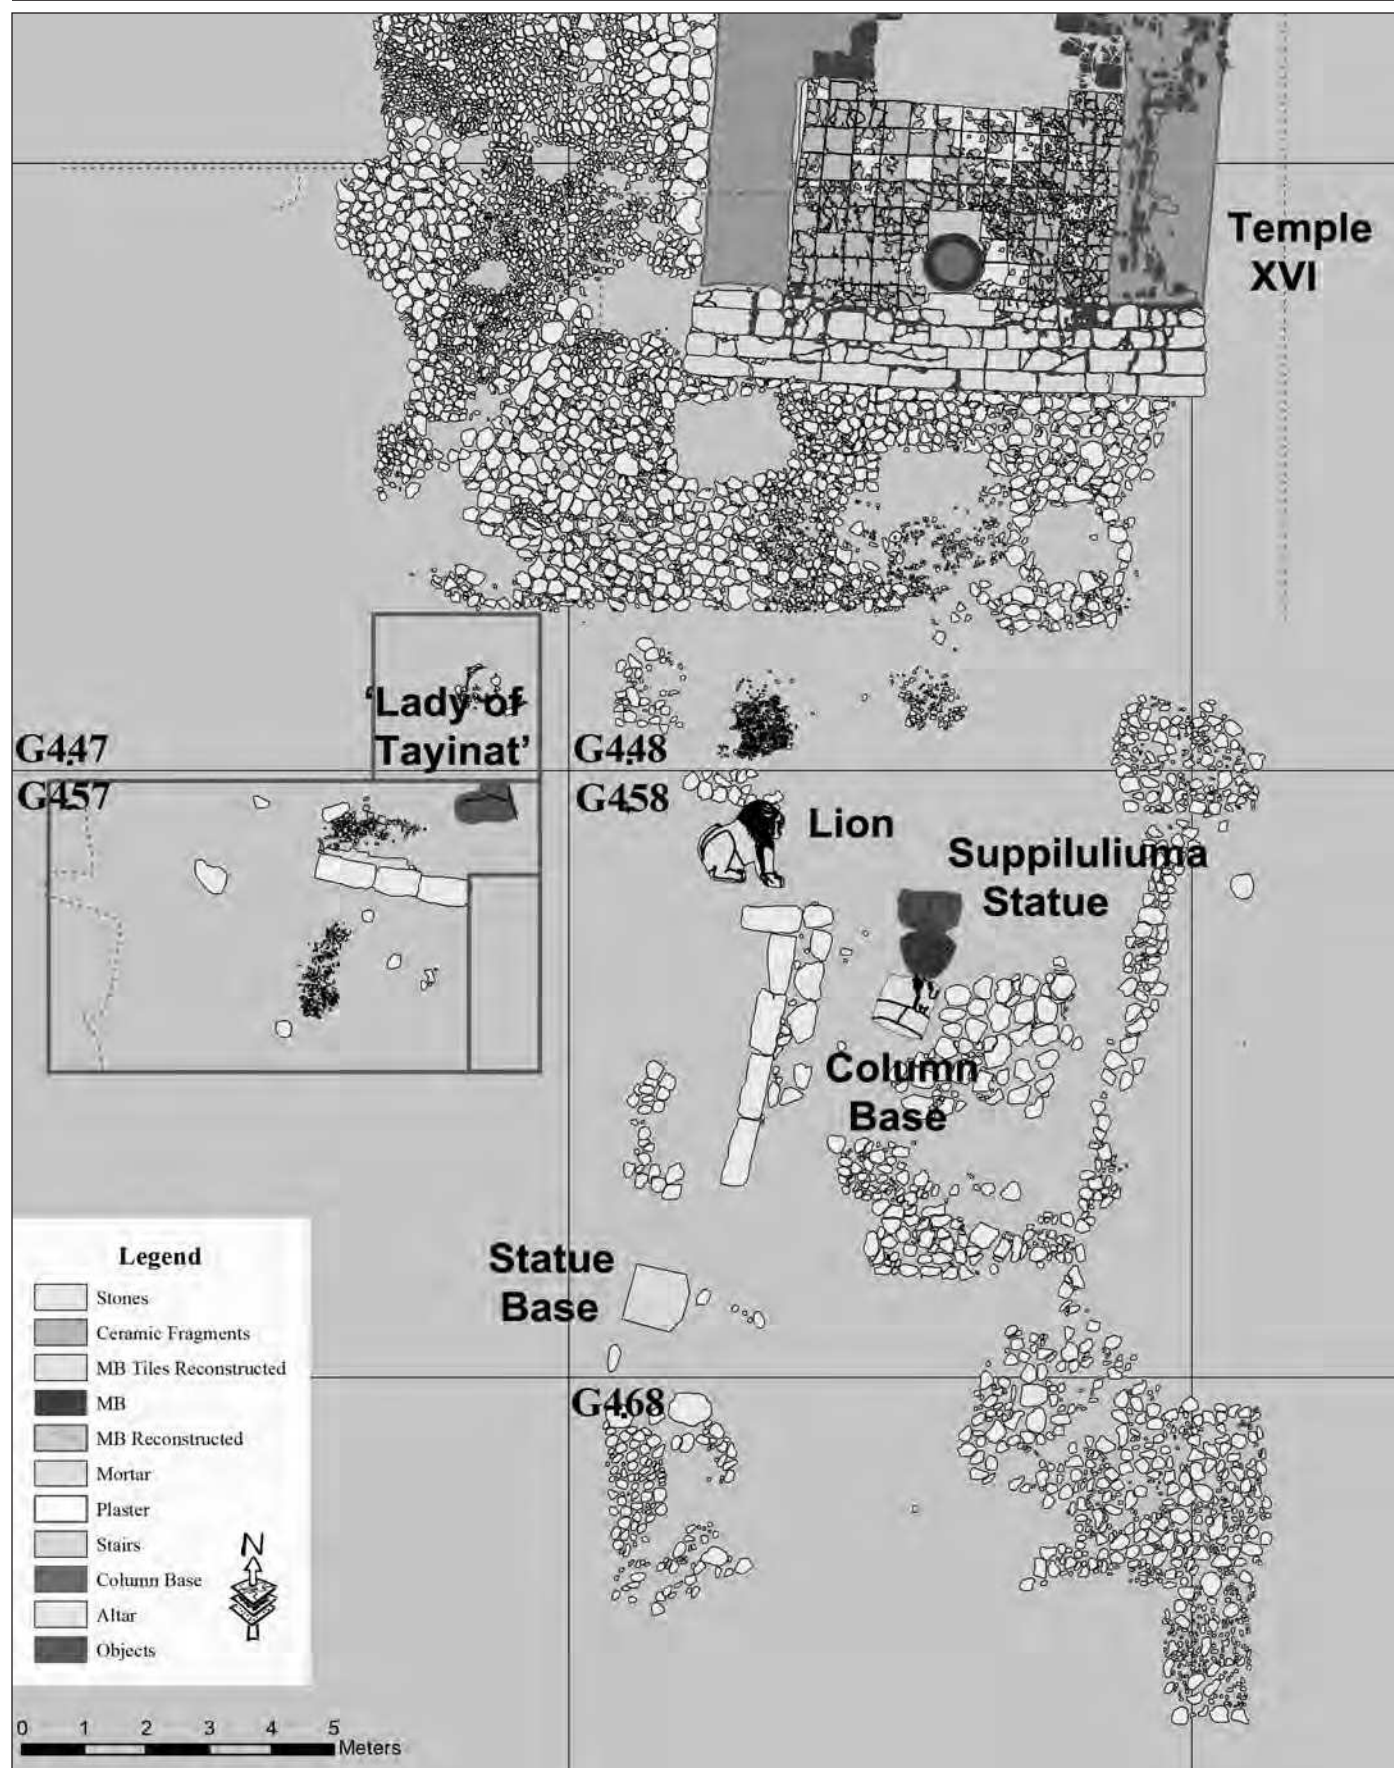 Temple
XVI
'Lady of
Tayinat'
G447
G448
G457
G458
Lion
Suppiluliuma
Statue
Column
Base
Statue
Base
G468
Legend
Stones
Ceramic Fragments
MB Tiles Reconstructed
MB
MB Reconstructed
Mortar
Plaster
Stairs
Column Base
Altar
Objects
N
0 1 2 3 4 5
Meters